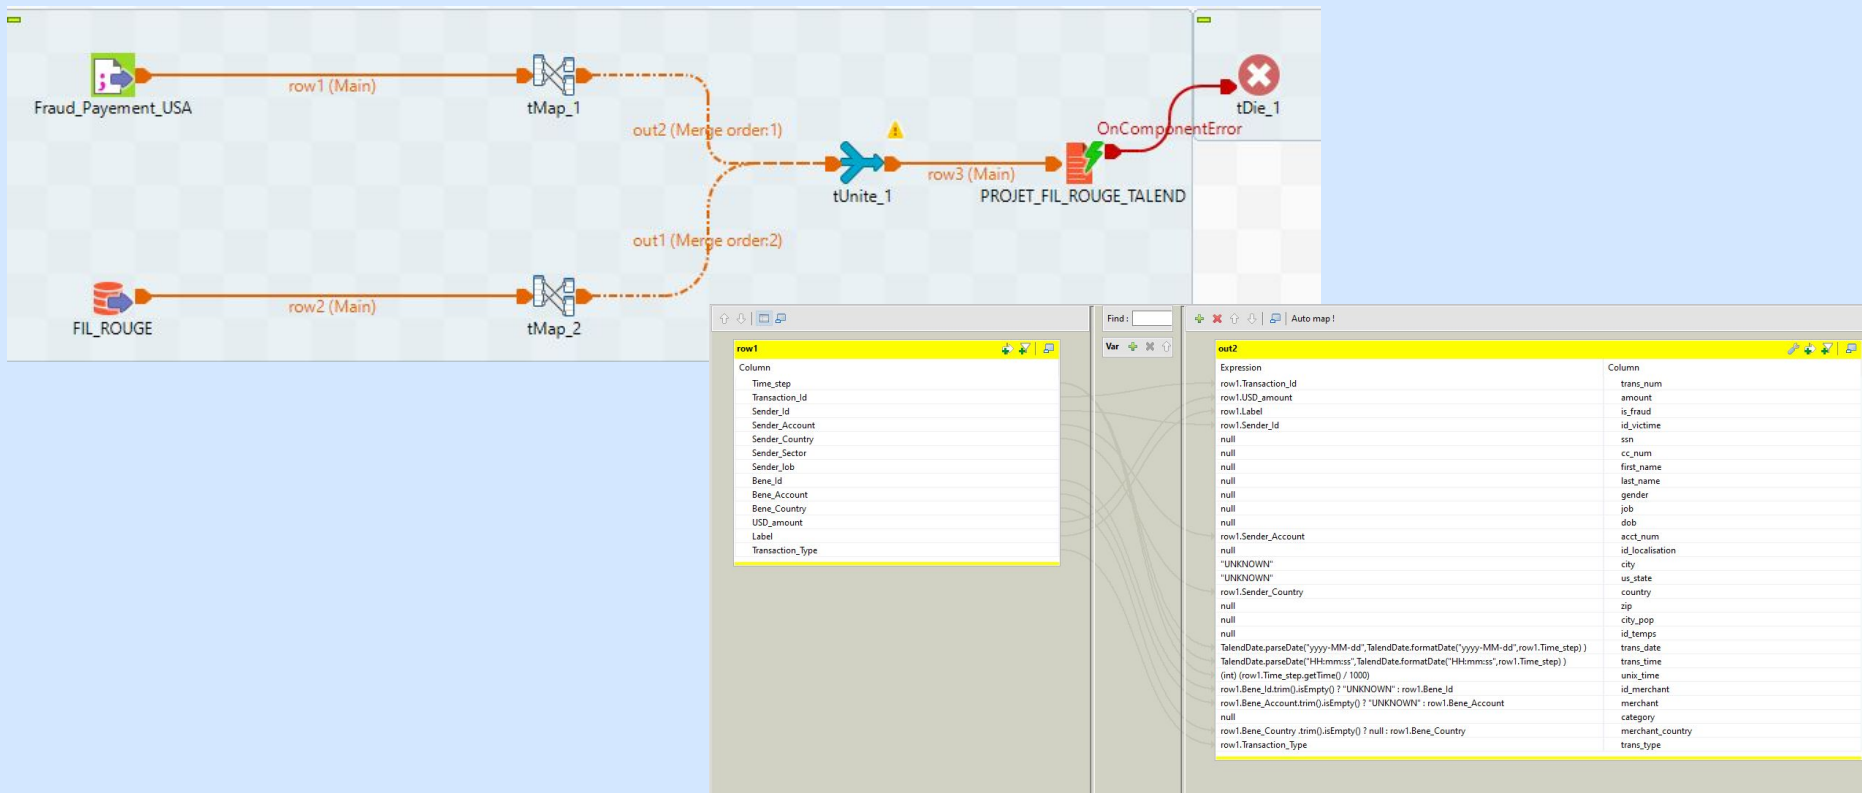 row1 (Main)
Fraud_Payement_USA
tMap_1
tDie_1
out2 (Merge order:1)
OnComponentError
row3 (Main)
tUnite_1
PROJET_FIL_ROUGE_TALEND
out1 (Merge order:2)
row2 (Main)
FIL_ROUGE
tMap_2
Find :
Auto map !
Var
row1
Column
Time_step
Transaction_Id
Sender_Id
Sender_Account
Sender_Country
Sender_Sector
Sender_lob
Bene_Id
Bene_Account
Bene_Country
USD_amount
Label
Transaction_Type
out2
Expression Column
row1.Transaction_Id trans_num
row1.USD_amount amount
row1.Label is_fraud
row1.Sender_Id id_victime
null ssn
null cc_num
null first_name
null last_name
null gender
null job
null dob
row1.Sender_Account acct_num
null id_localisation
"UNKNOWN" city
"UNKNOWN" us_state
row1.Sender_Country country
null zip
null city_pop
null id_temps
TalendDate.parseDate("yyyy-MM-dd",TalendDate.formatDate("yyyy-MM-dd",row1.Time_step) ) trans_date
TalendDate.parseDate("HH:mm:ss",TalendDate.formatDate("HH:mm:ss",row1.Time_step) ) trans_time
(int) (row1.Time_step.getTime() / 1000) unix_time
row1.Bene_Id.trim().isEmpty() ? "UNKNOWN" : row1.Bene_Id id_merchant
row1.Bene_Account.trim().isEmpty() ? "UNKNOWN" : row1.Bene_Account merchant
null category
row1.Bene_Country .trim().isEmpty() ? null : row1.Bene_Country merchant_country
row1.Transaction_Type trans_type